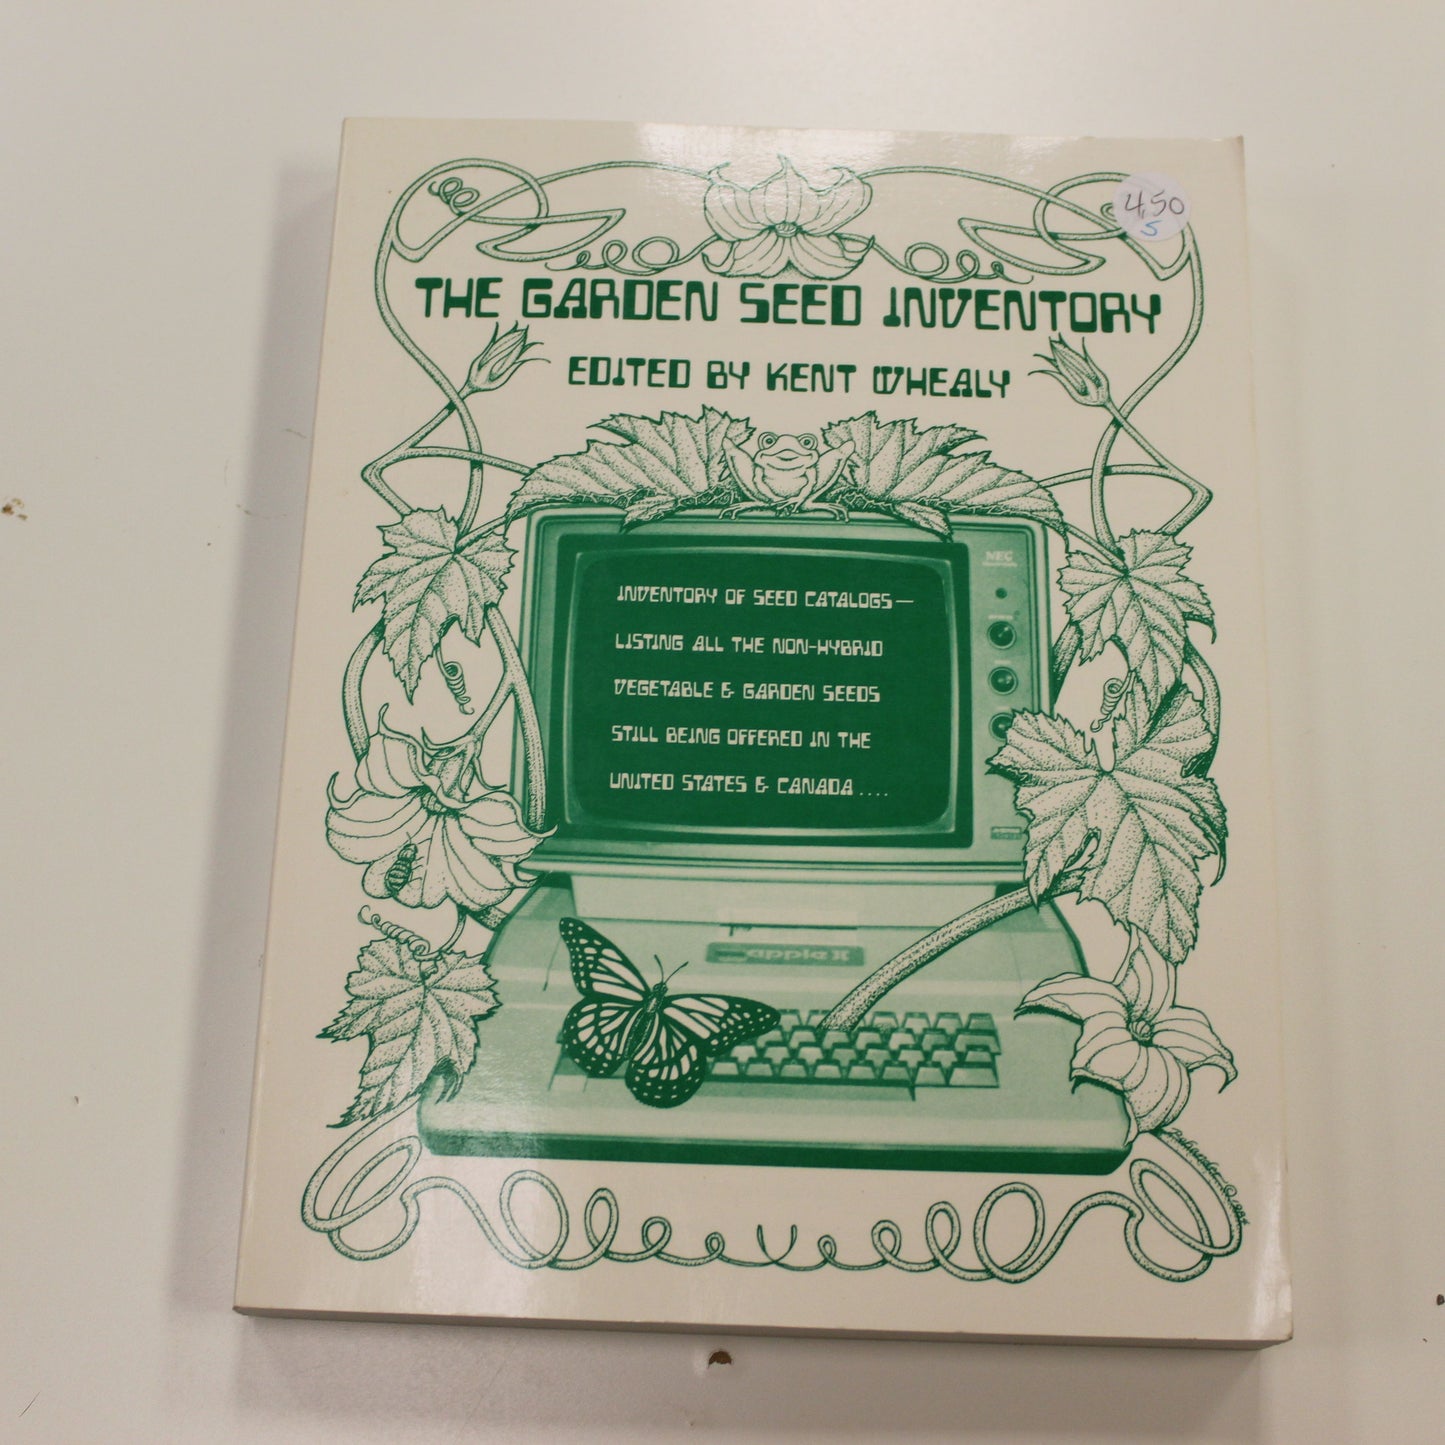 4.50
5
THE GARDEN SEED INVENTORY
EDITED BY KENT WHEALY
NEC
INVENTORY OF SEED CATALOGS—
LISTING ALL THE NON-HYBRID
VEGETABLE & GARDEN SEEDS
STILL BEING OFFERED IN THE
UNITED STATES & CANADA ....
apple ][